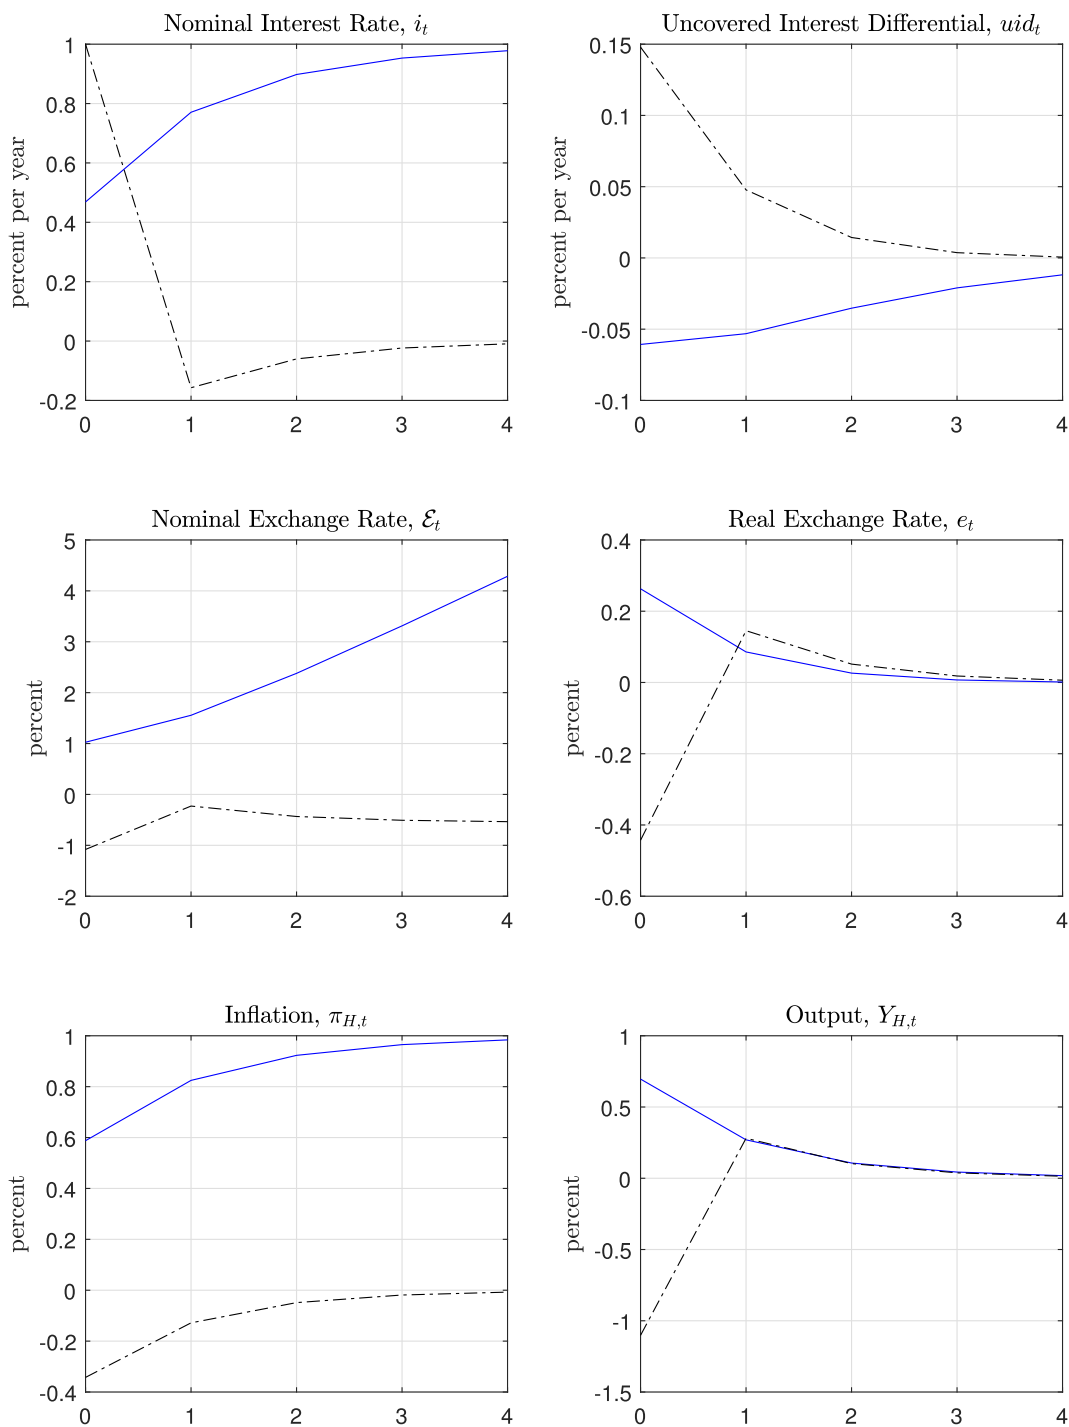 Nominal Interest Rate, i_t
percent per year
1
0.8
0.6
0.4
0.2
0
-0.2
0 1 2 3 4
Uncovered Interest Differential, uid_t
percent per year
0.15
0.1
0.05
0
-0.05
-0.1
0 1 2 3 4
Nominal Exchange Rate, ℰ_t
percent
5
4
3
2
1
0
-1
-2
0 1 2 3 4
Real Exchange Rate, e_t
percent
0.4
0.2
0
-0.2
-0.4
-0.6
0 1 2 3 4
Inflation, π_{H,t}
percent
1
0.8
0.6
0.4
0.2
0
-0.2
-0.4
0 1 2 3 4
Output, Y_{H,t}
percent
1
0.5
0
-0.5
-1
-1.5
0 1 2 3 4